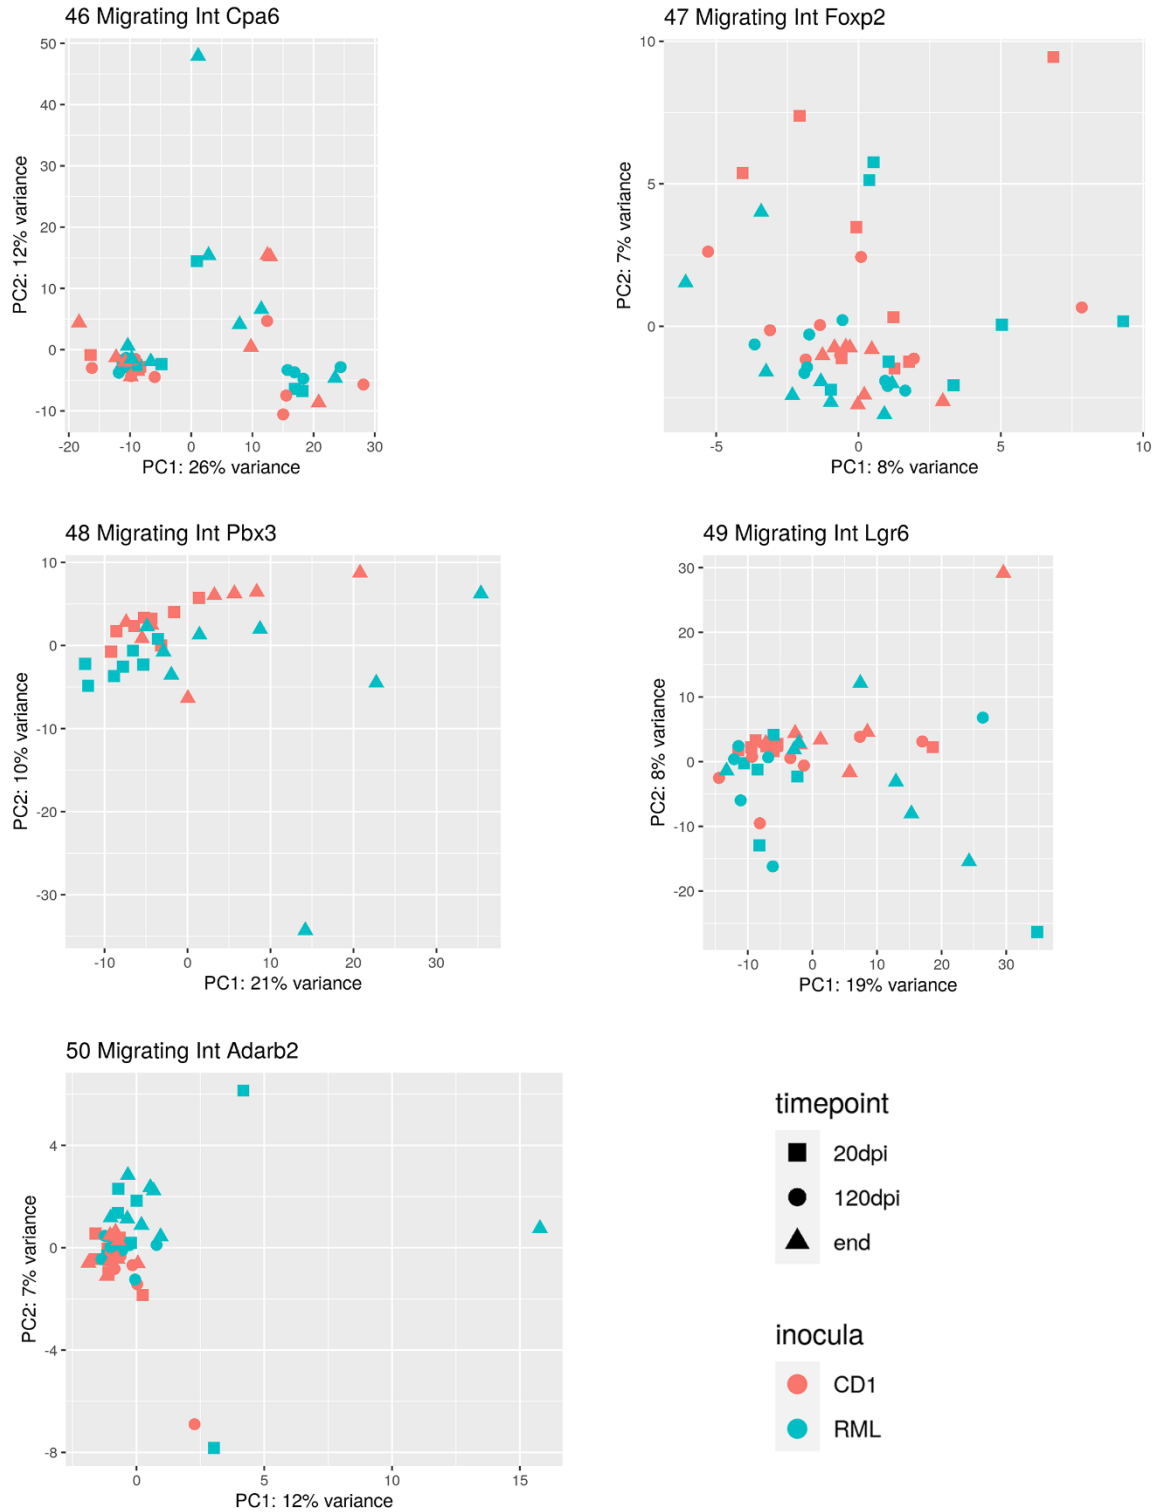 46 Migrating Int Cpa6
50
40
30
20
10
0
-10
PC2: 12% variance
-20
-10
0
10
20
30
PC1: 26% variance
47 Migrating Int Foxp2
10
5
0
PC2: 7% variance
-5
0
5
10
PC1: 8% variance
48 Migrating Int Pbx3
10
0
-10
-20
-30
PC2: 10% variance
-10
0
10
20
30
PC1: 21% variance
49 Migrating Int Lgr6
30
20
10
0
-10
-20
PC2: 8% variance
-10
0
10
20
30
PC1: 19% variance
50 Migrating Int Adarb2
4
0
-4
-8
PC2: 7% variance
0
5
10
15
PC1: 12% variance
timepoint
20dpi
120dpi
end
inocula
CD1
RML